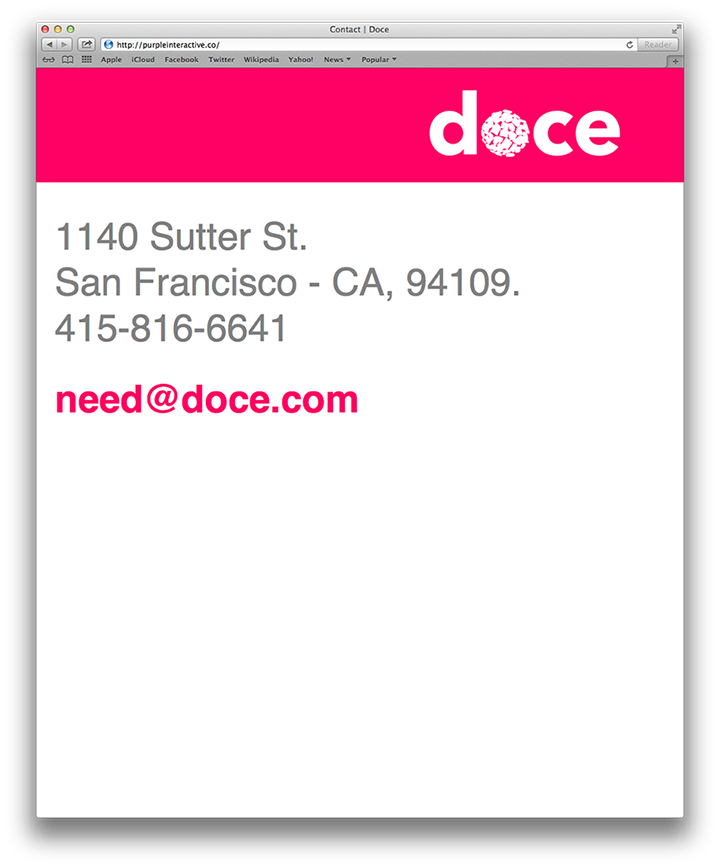 Contact | Doce
http://purpleinteractive.co/
Reader
Apple iCloud Facebook Twitter Wikipedia Yahoo! News Popular
doce
1140 Sutter St.
San Francisco - CA, 94109.
415-816-6641
need@doce.com